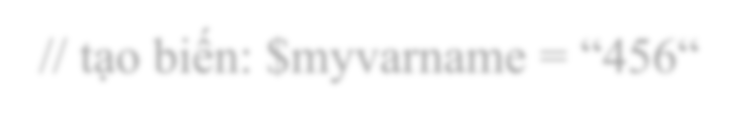 // tạo biến: $myvarname = “456“